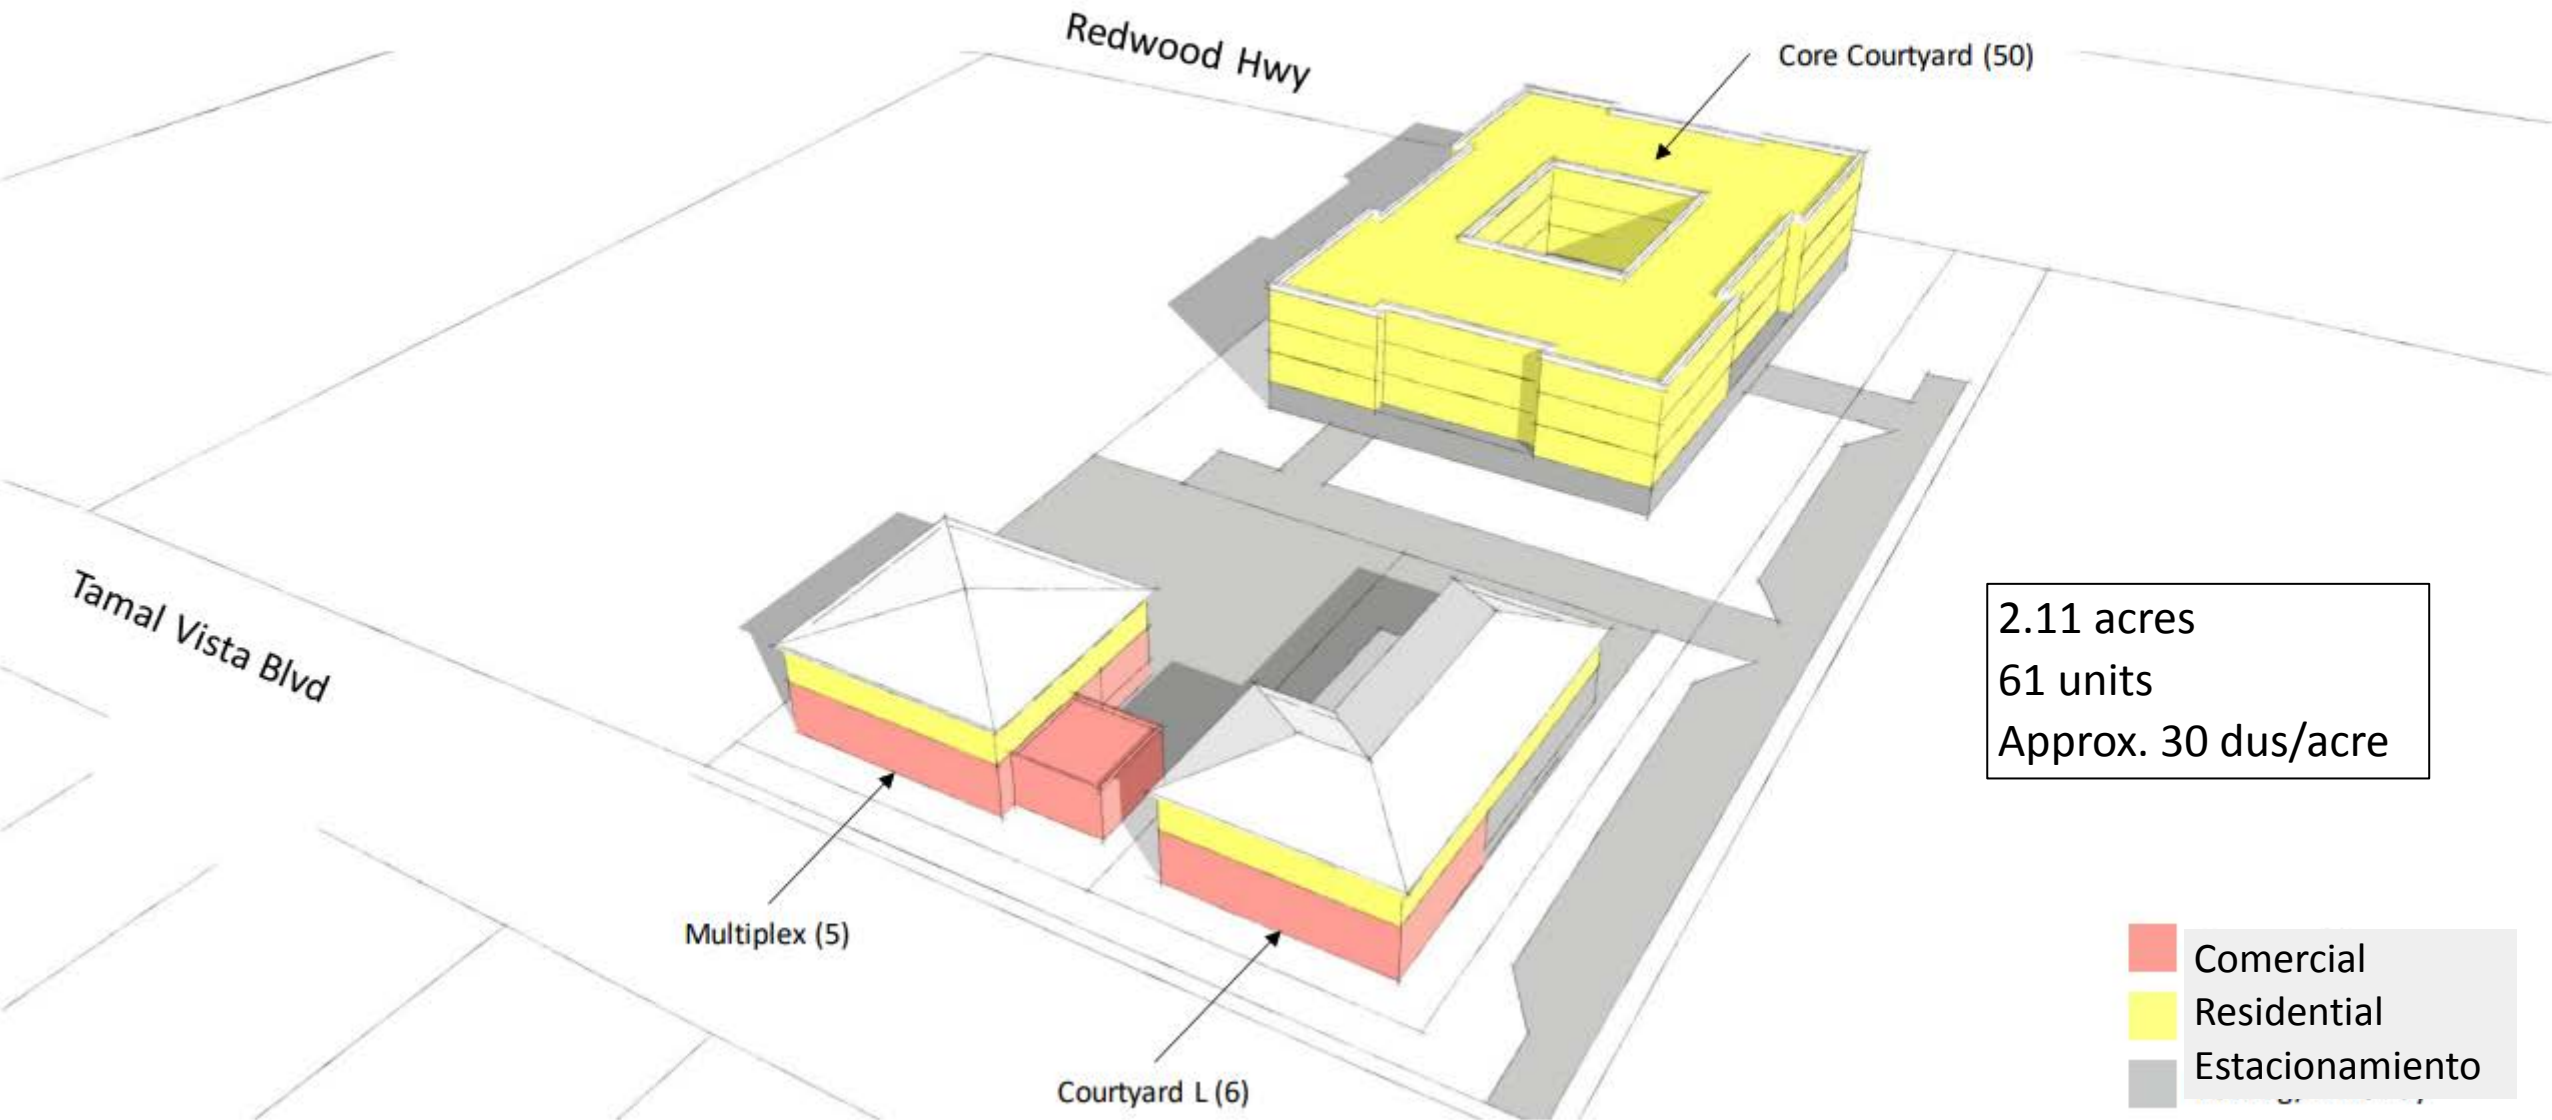 Redwood Hwy
Core Courtyard (50)
Tamal Vista Blvd
2.11 acres
61 units
Approx. 30 dus/acre
Multiplex (5)
Courtyard L (6)
Comercial
Residential
Estacionamiento